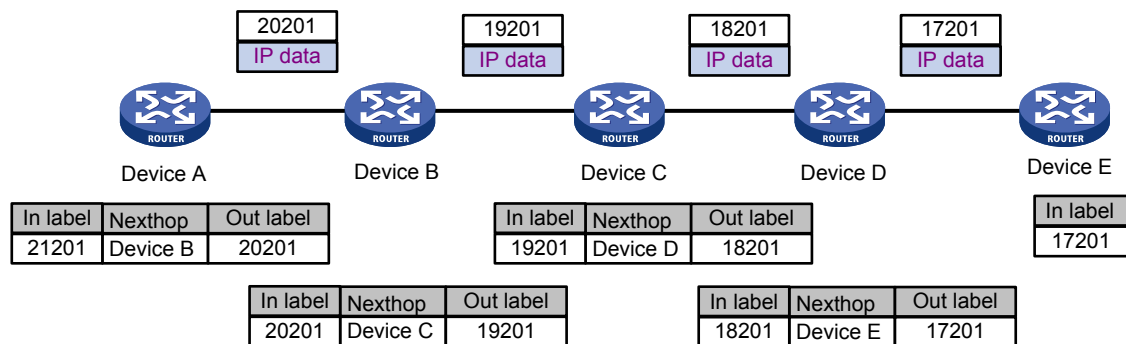 20201
IP data
19201
IP data
18201
IP data
17201
IP data
ROUTER
ROUTER
ROUTER
ROUTER
ROUTER
Device A
Device B
Device C
Device D
Device E
In label Nexthop Out label
21201 Device B 20201
In label Nexthop Out label
19201 Device D 18201
In label
17201
In label Nexthop Out label
20201 Device C 19201
In label Nexthop Out label
18201 Device E 17201